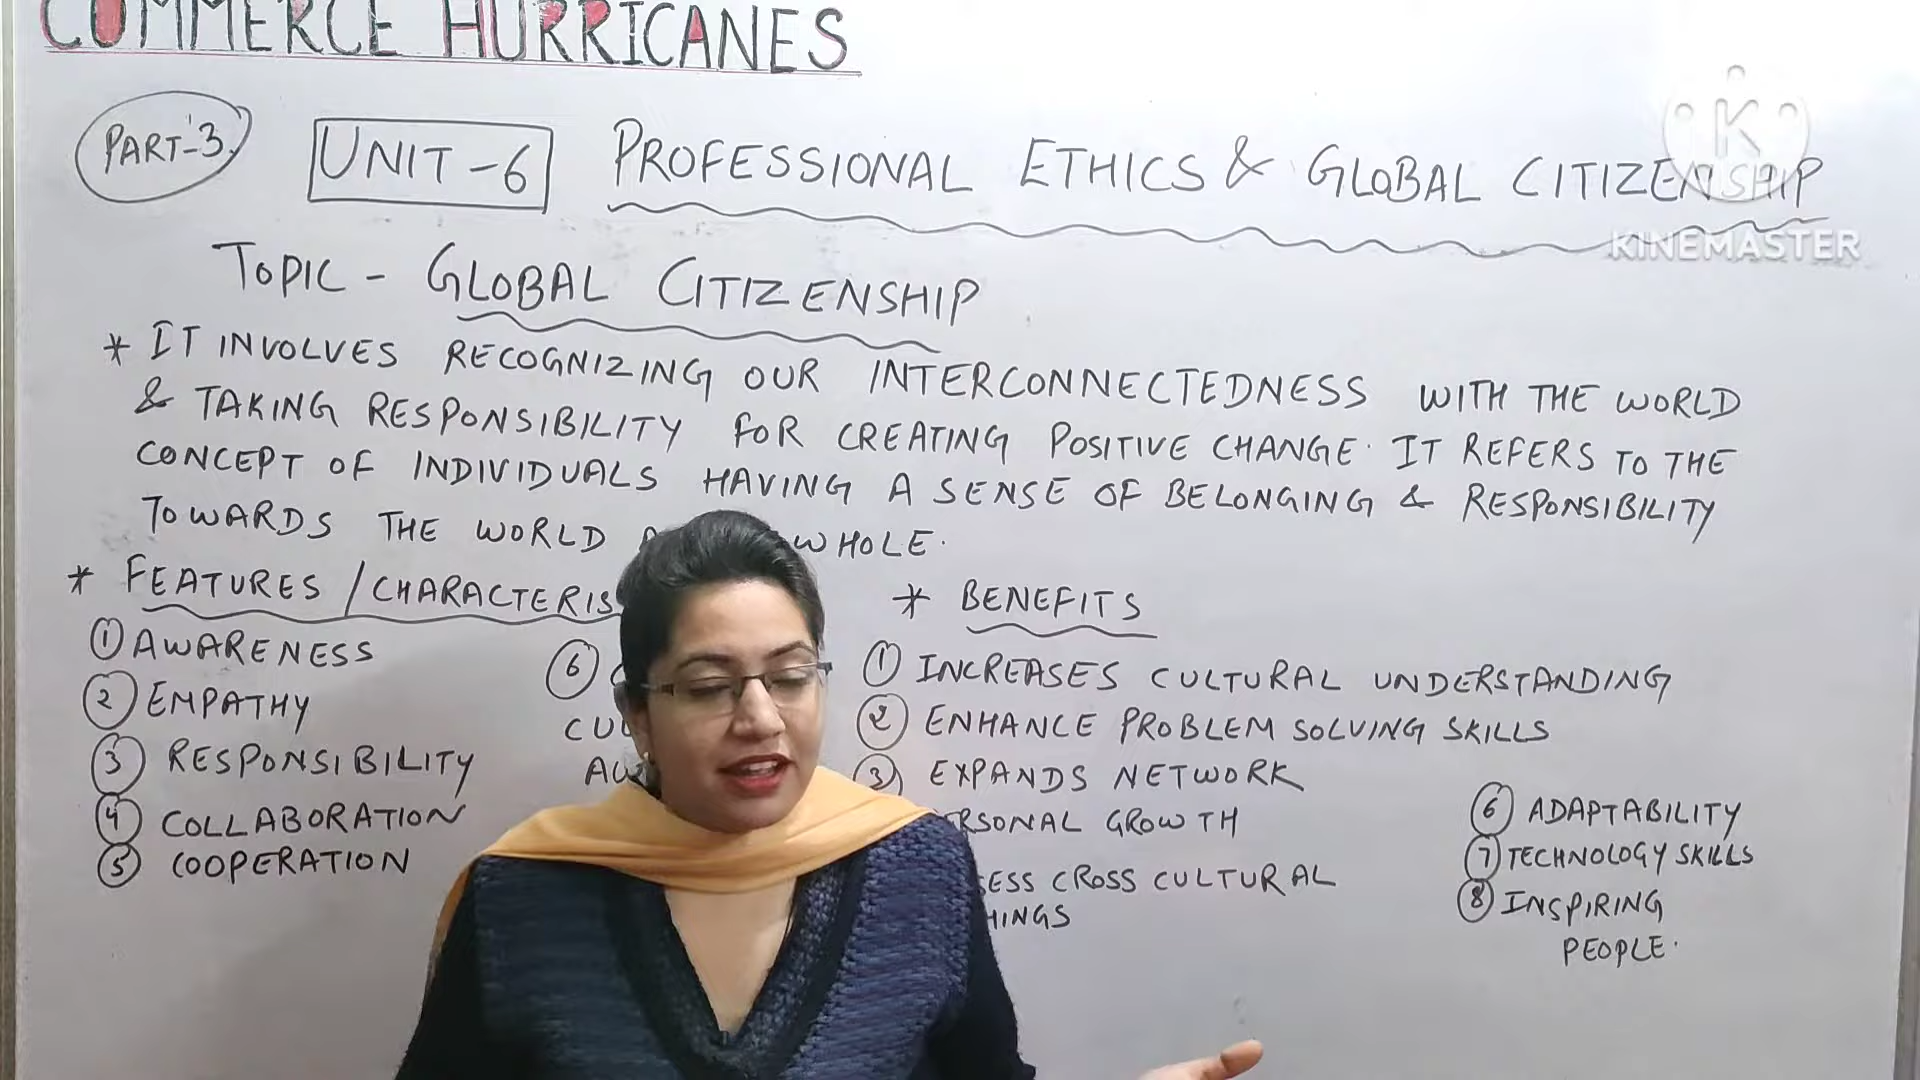 COMMERCE HURRICANES
PART-3.
UNIT-6
PROFESSIONAL ETHICS & GLOBAL CITIZENSHIP
KINEMASTER
TOPIC - GLOBAL CITIZENSHIP
* IT INVOLVES RECOGNIZING OUR INTERCONNECTEDNESS WITH THE WORLD
& TAKING RESPONSIBILITY FOR CREATING POSITIVE CHANGE. IT REFERS TO THE
CONCEPT OF INDIVIDUALS HAVING A SENSE OF BELONGING & RESPONSIBILITY
TOWARDS THE WORLD WHOLE.
* FEATURES /
① AWARENESS
② EMPATHY
③ RESPONSIBILITY
④ COLLABORATION
⑤ COOPERATION
⑥
* BENEFITS
① INCREASES CULTURAL UNDERSTANDING
② ENHANCE PROBLEM SOLVING SKILLS
③ EXPANDS NETWORK
GROWTH
CROSS CULTURAL
⑥ ADAPTABILITY
⑦ TECHNOLOGY SKILLS
⑧ INSPIRING
PEOPLE.